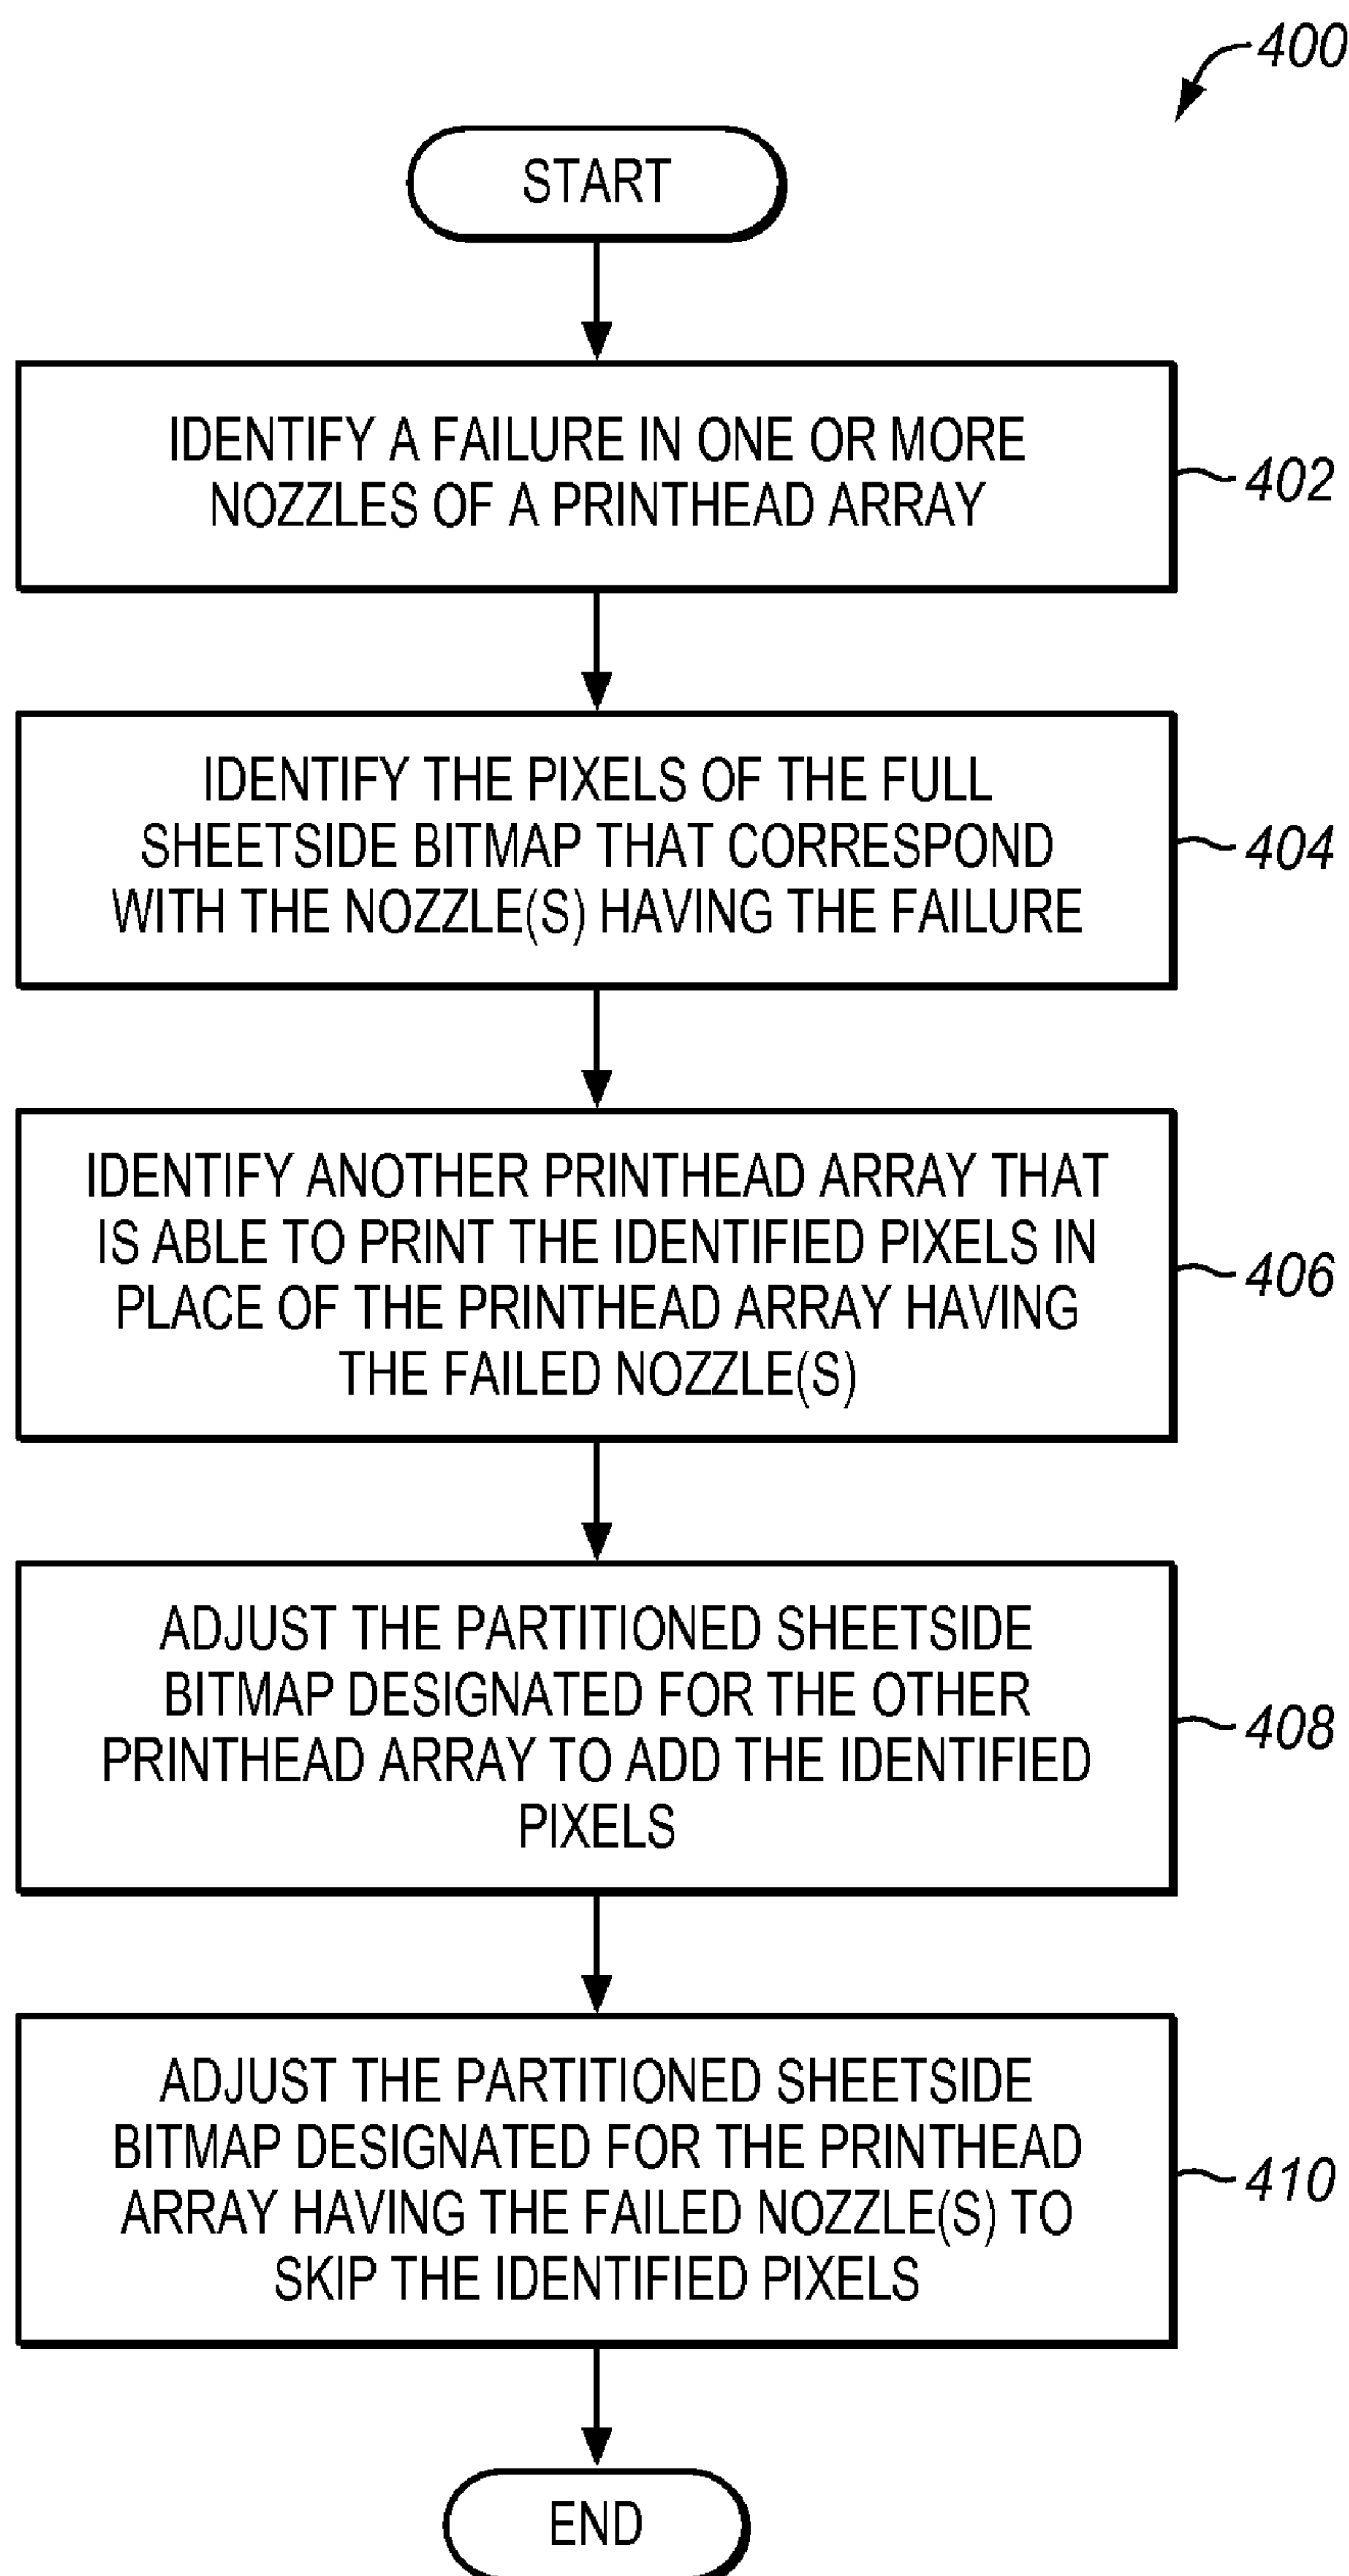 400
START
IDENTIFY A FAILURE IN ONE OR MORE
NOZZLES OF A PRINTHEAD ARRAY
402
IDENTIFY THE PIXELS OF THE FULL
SHEETSIDE BITMAP THAT CORRESPOND
WITH THE NOZZLE(S) HAVING THE FAILURE
404
IDENTIFY ANOTHER PRINTHEAD ARRAY THAT
IS ABLE TO PRINT THE IDENTIFIED PIXELS IN
PLACE OF THE PRINTHEAD ARRAY HAVING
THE FAILED NOZZLE(S)
406
ADJUST THE PARTITIONED SHEETSIDE
BITMAP DESIGNATED FOR THE OTHER
PRINTHEAD ARRAY TO ADD THE IDENTIFIED
PIXELS
408
ADJUST THE PARTITIONED SHEETSIDE
BITMAP DESIGNATED FOR THE PRINTHEAD
ARRAY HAVING THE FAILED NOZZLE(S) TO
SKIP THE IDENTIFIED PIXELS
410
END